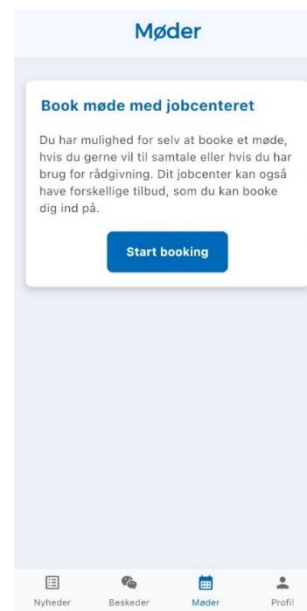 Møder
Book møde med jobcenteret
Du har mulighed for selv at booke et møde,
hvis du gerne vil til samtale eller hvis du har
brug for rådgivning. Dit jobcenter kan også
have forskellige tilbud, som du kan booke
dig ind på.
Start booking
Nyheder Beskeder Møder Profil